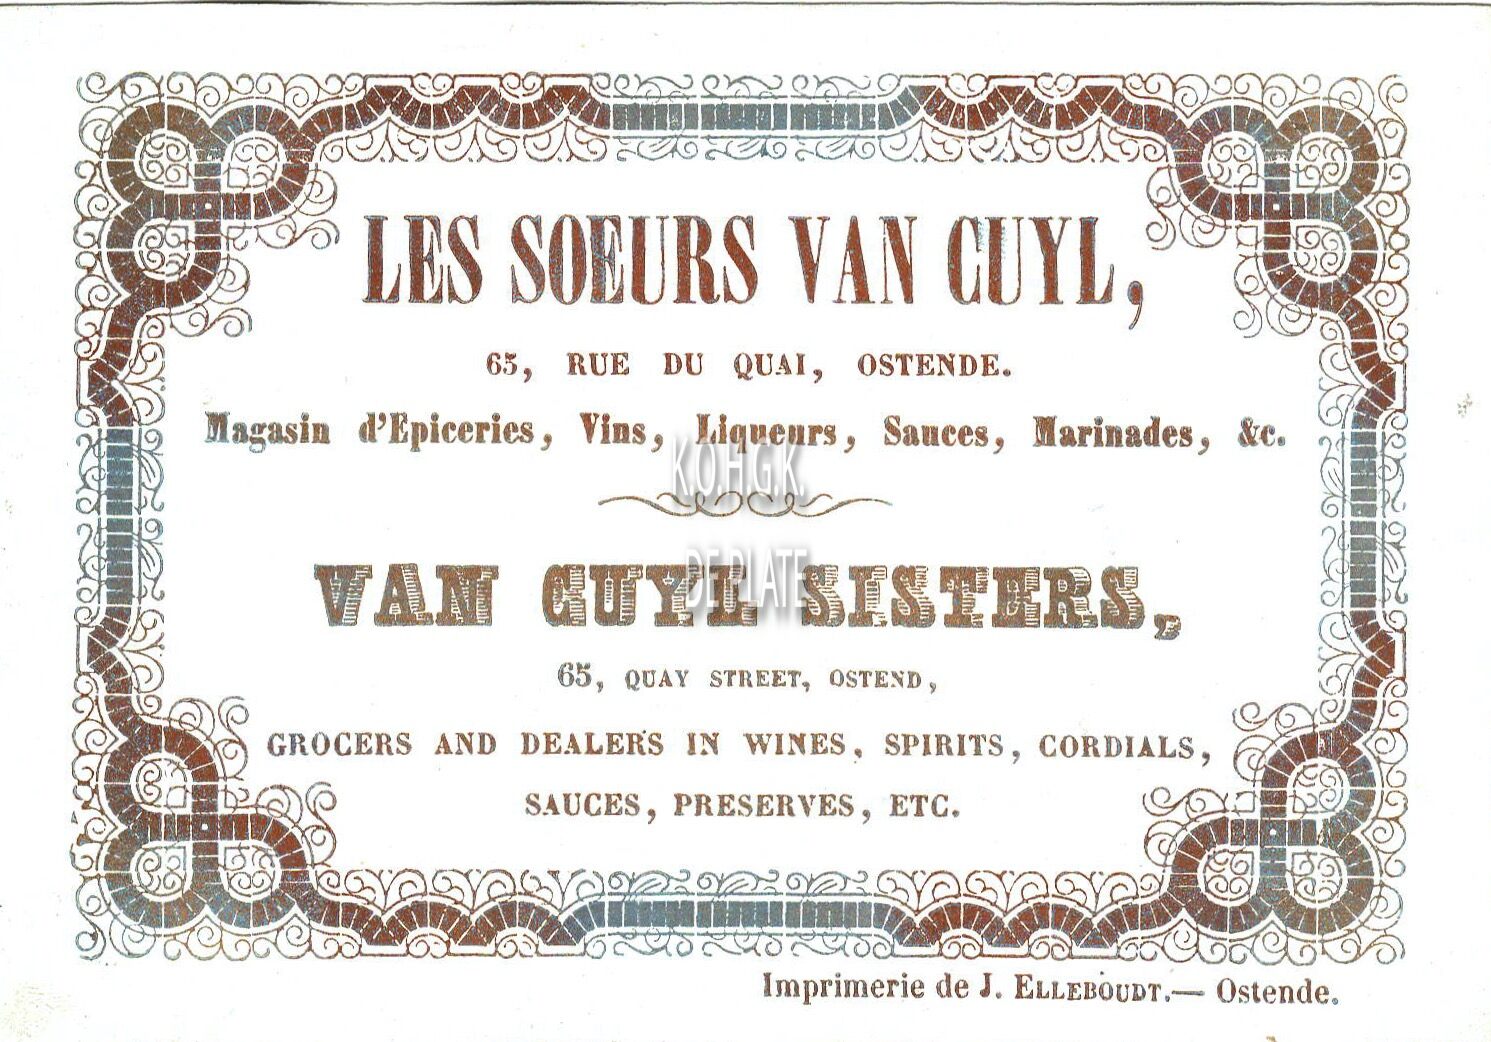 LES SŒURS VAN CUYL,
65, RUE DU QUAI, OSTENDE.
Magasin d'Epiceries, Vins, Liqueurs, Sauces, Marinades, &c.
K.O.H.G.K.
DE PLATE
VAN CUYL SISTERS,
65, QUAY STREET, OSTEND,
GROCERS AND DEALERS IN WINES, SPIRITS, CORDIALS,
SAUCES, PRESERVES, ETC.
Imprimerie de J. ELLEBOUDT.— Ostende.